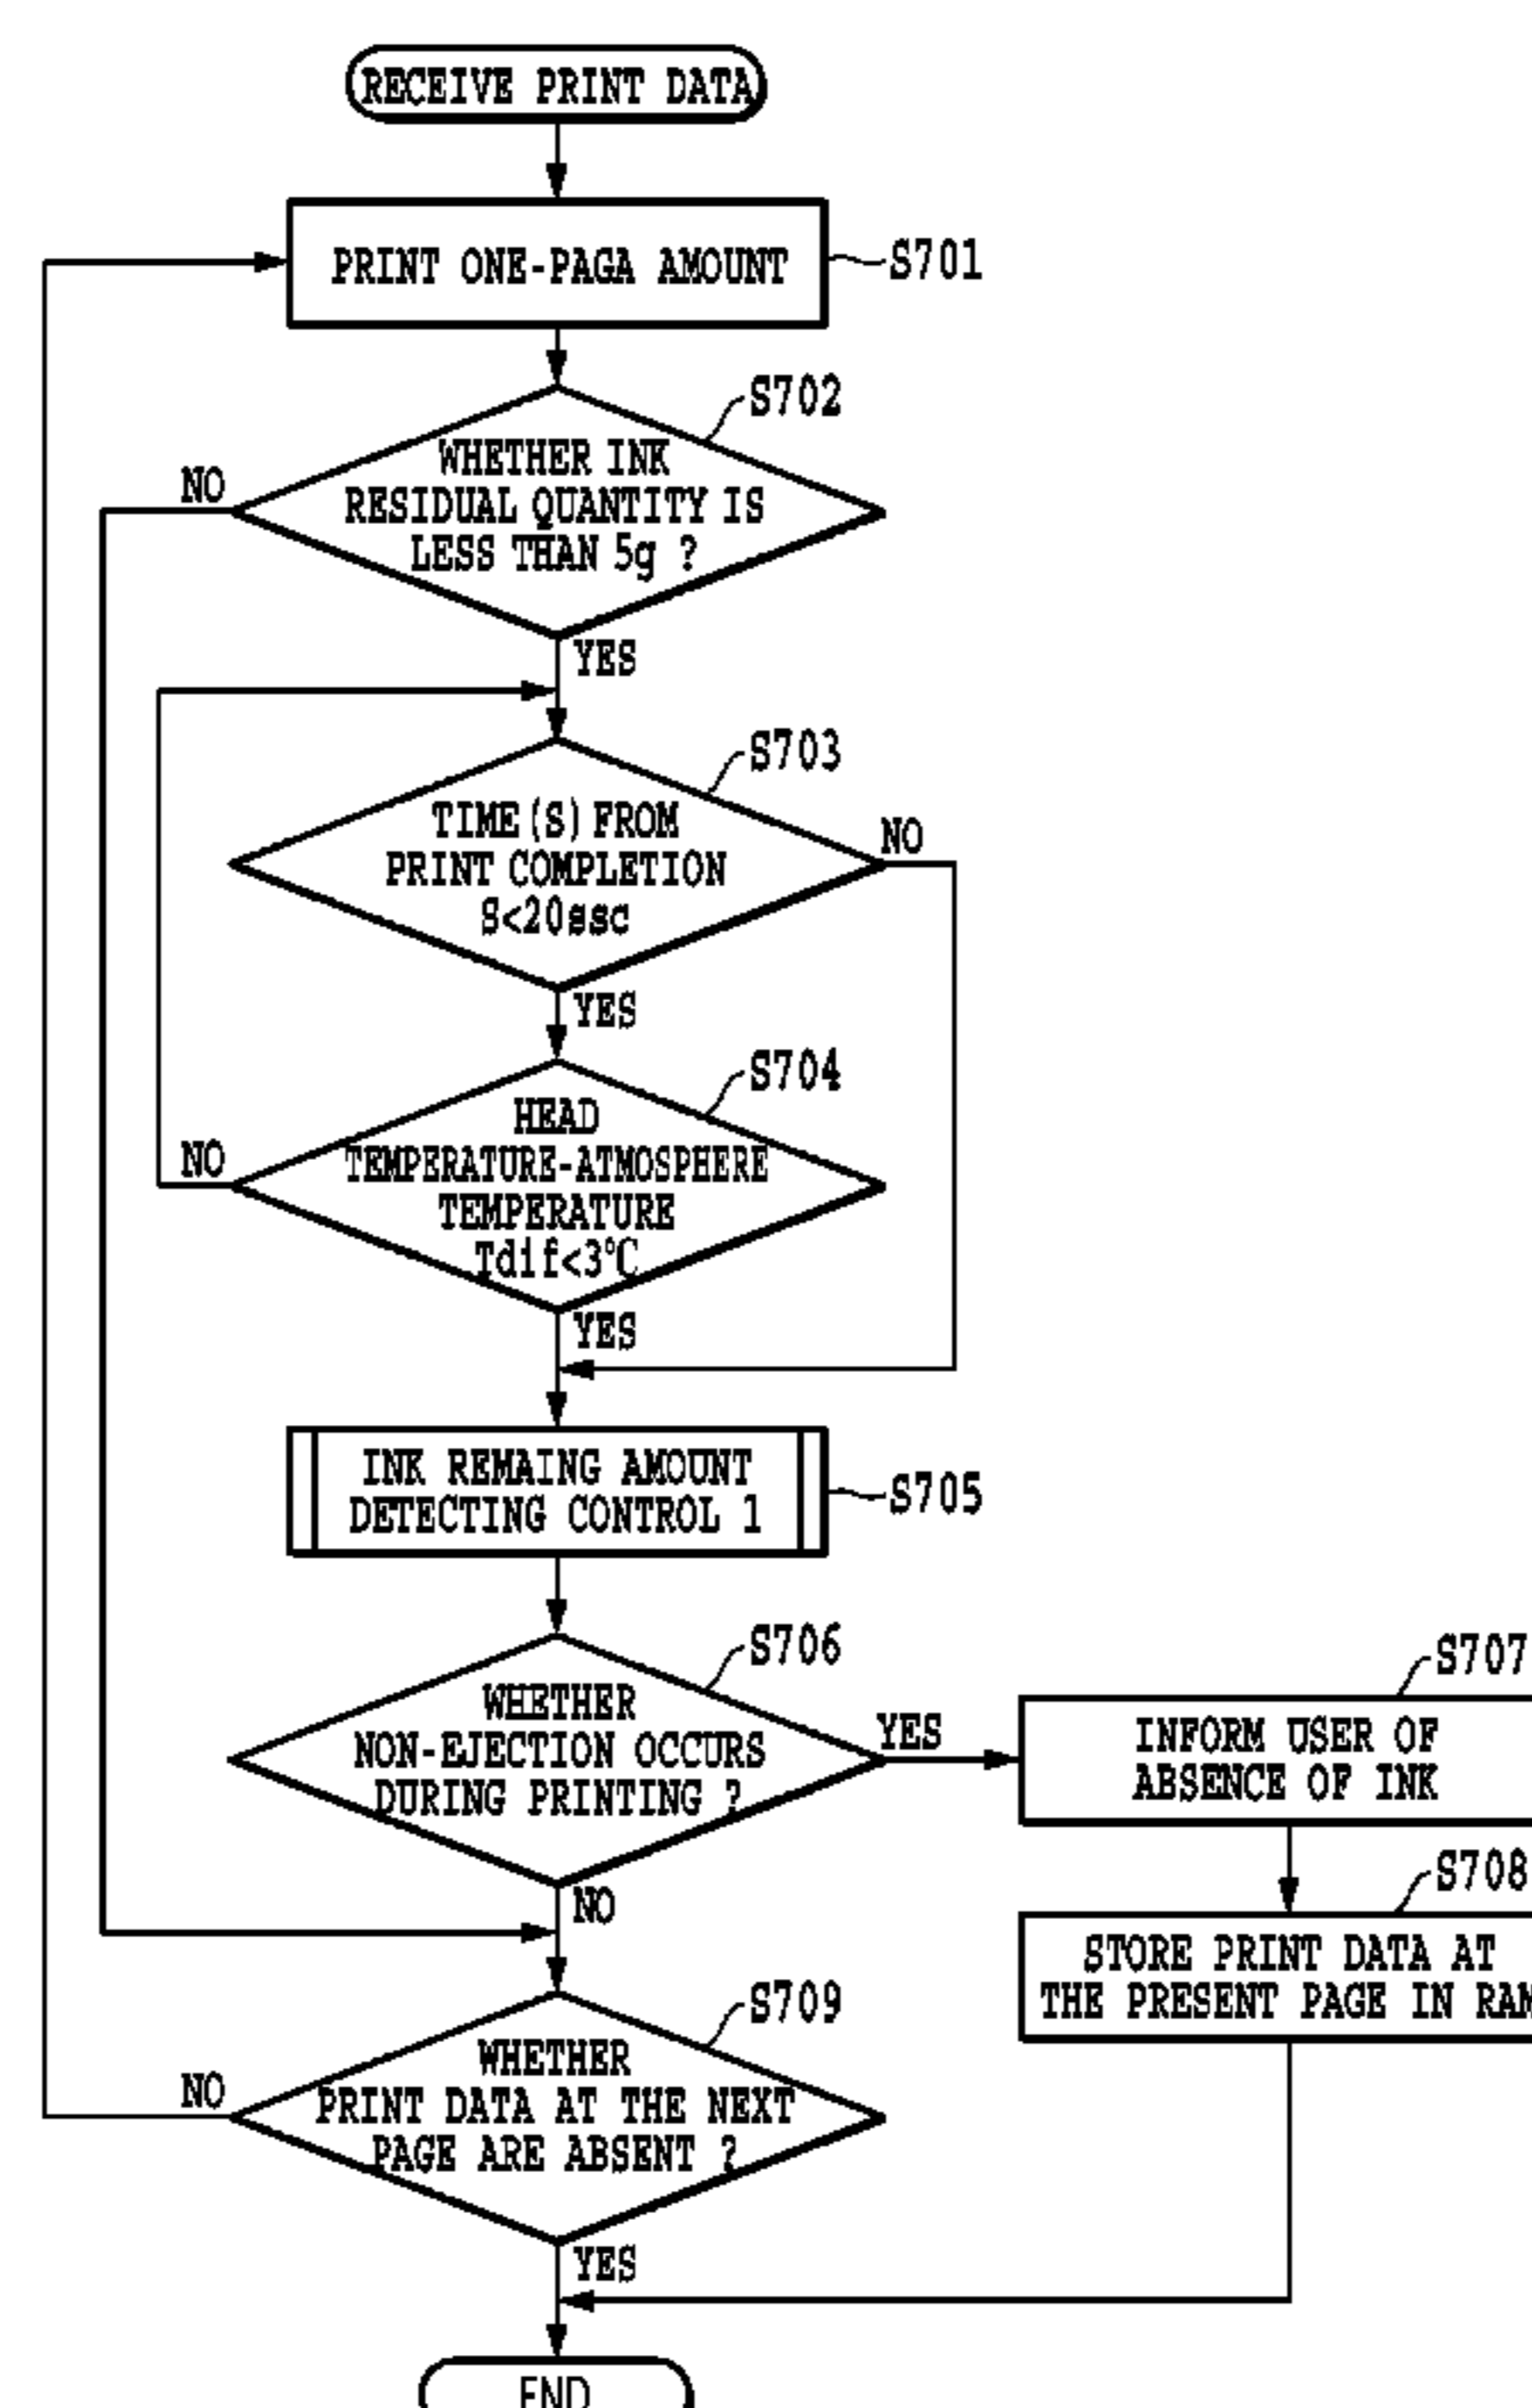 RECEIVE PRINT DATA
PRINT ONE-PAGA AMOUNT
S701
S702
WHETHER INK
RESIDUAL QUANTITY IS
LESS THAN 5g ?
NO
YES
S703
TIME(S)FROM
PRINT COMPLETION
S<20ssc
NO
YES
S704
HEAD
TEMPERATURE-ATMOSPHERE
TEMPERATURE
Tdif<3℃
NO
YES
INK REMAING AMOUNT
DETECTING CONTROL 1
S705
S706
WHETHER
NON-EJECTION OCCURS
DURING PRINTING ?
YES
NO
S707
INFORM USER OF
ABSENCE OF INK
S708
STORE PRINT DATA AT
THE PRESENT PAGE IN RAM
S709
WHETHER
PRINT DATA AT THE NEXT
PAGE ARE ABSENT ?
NO
YES
END